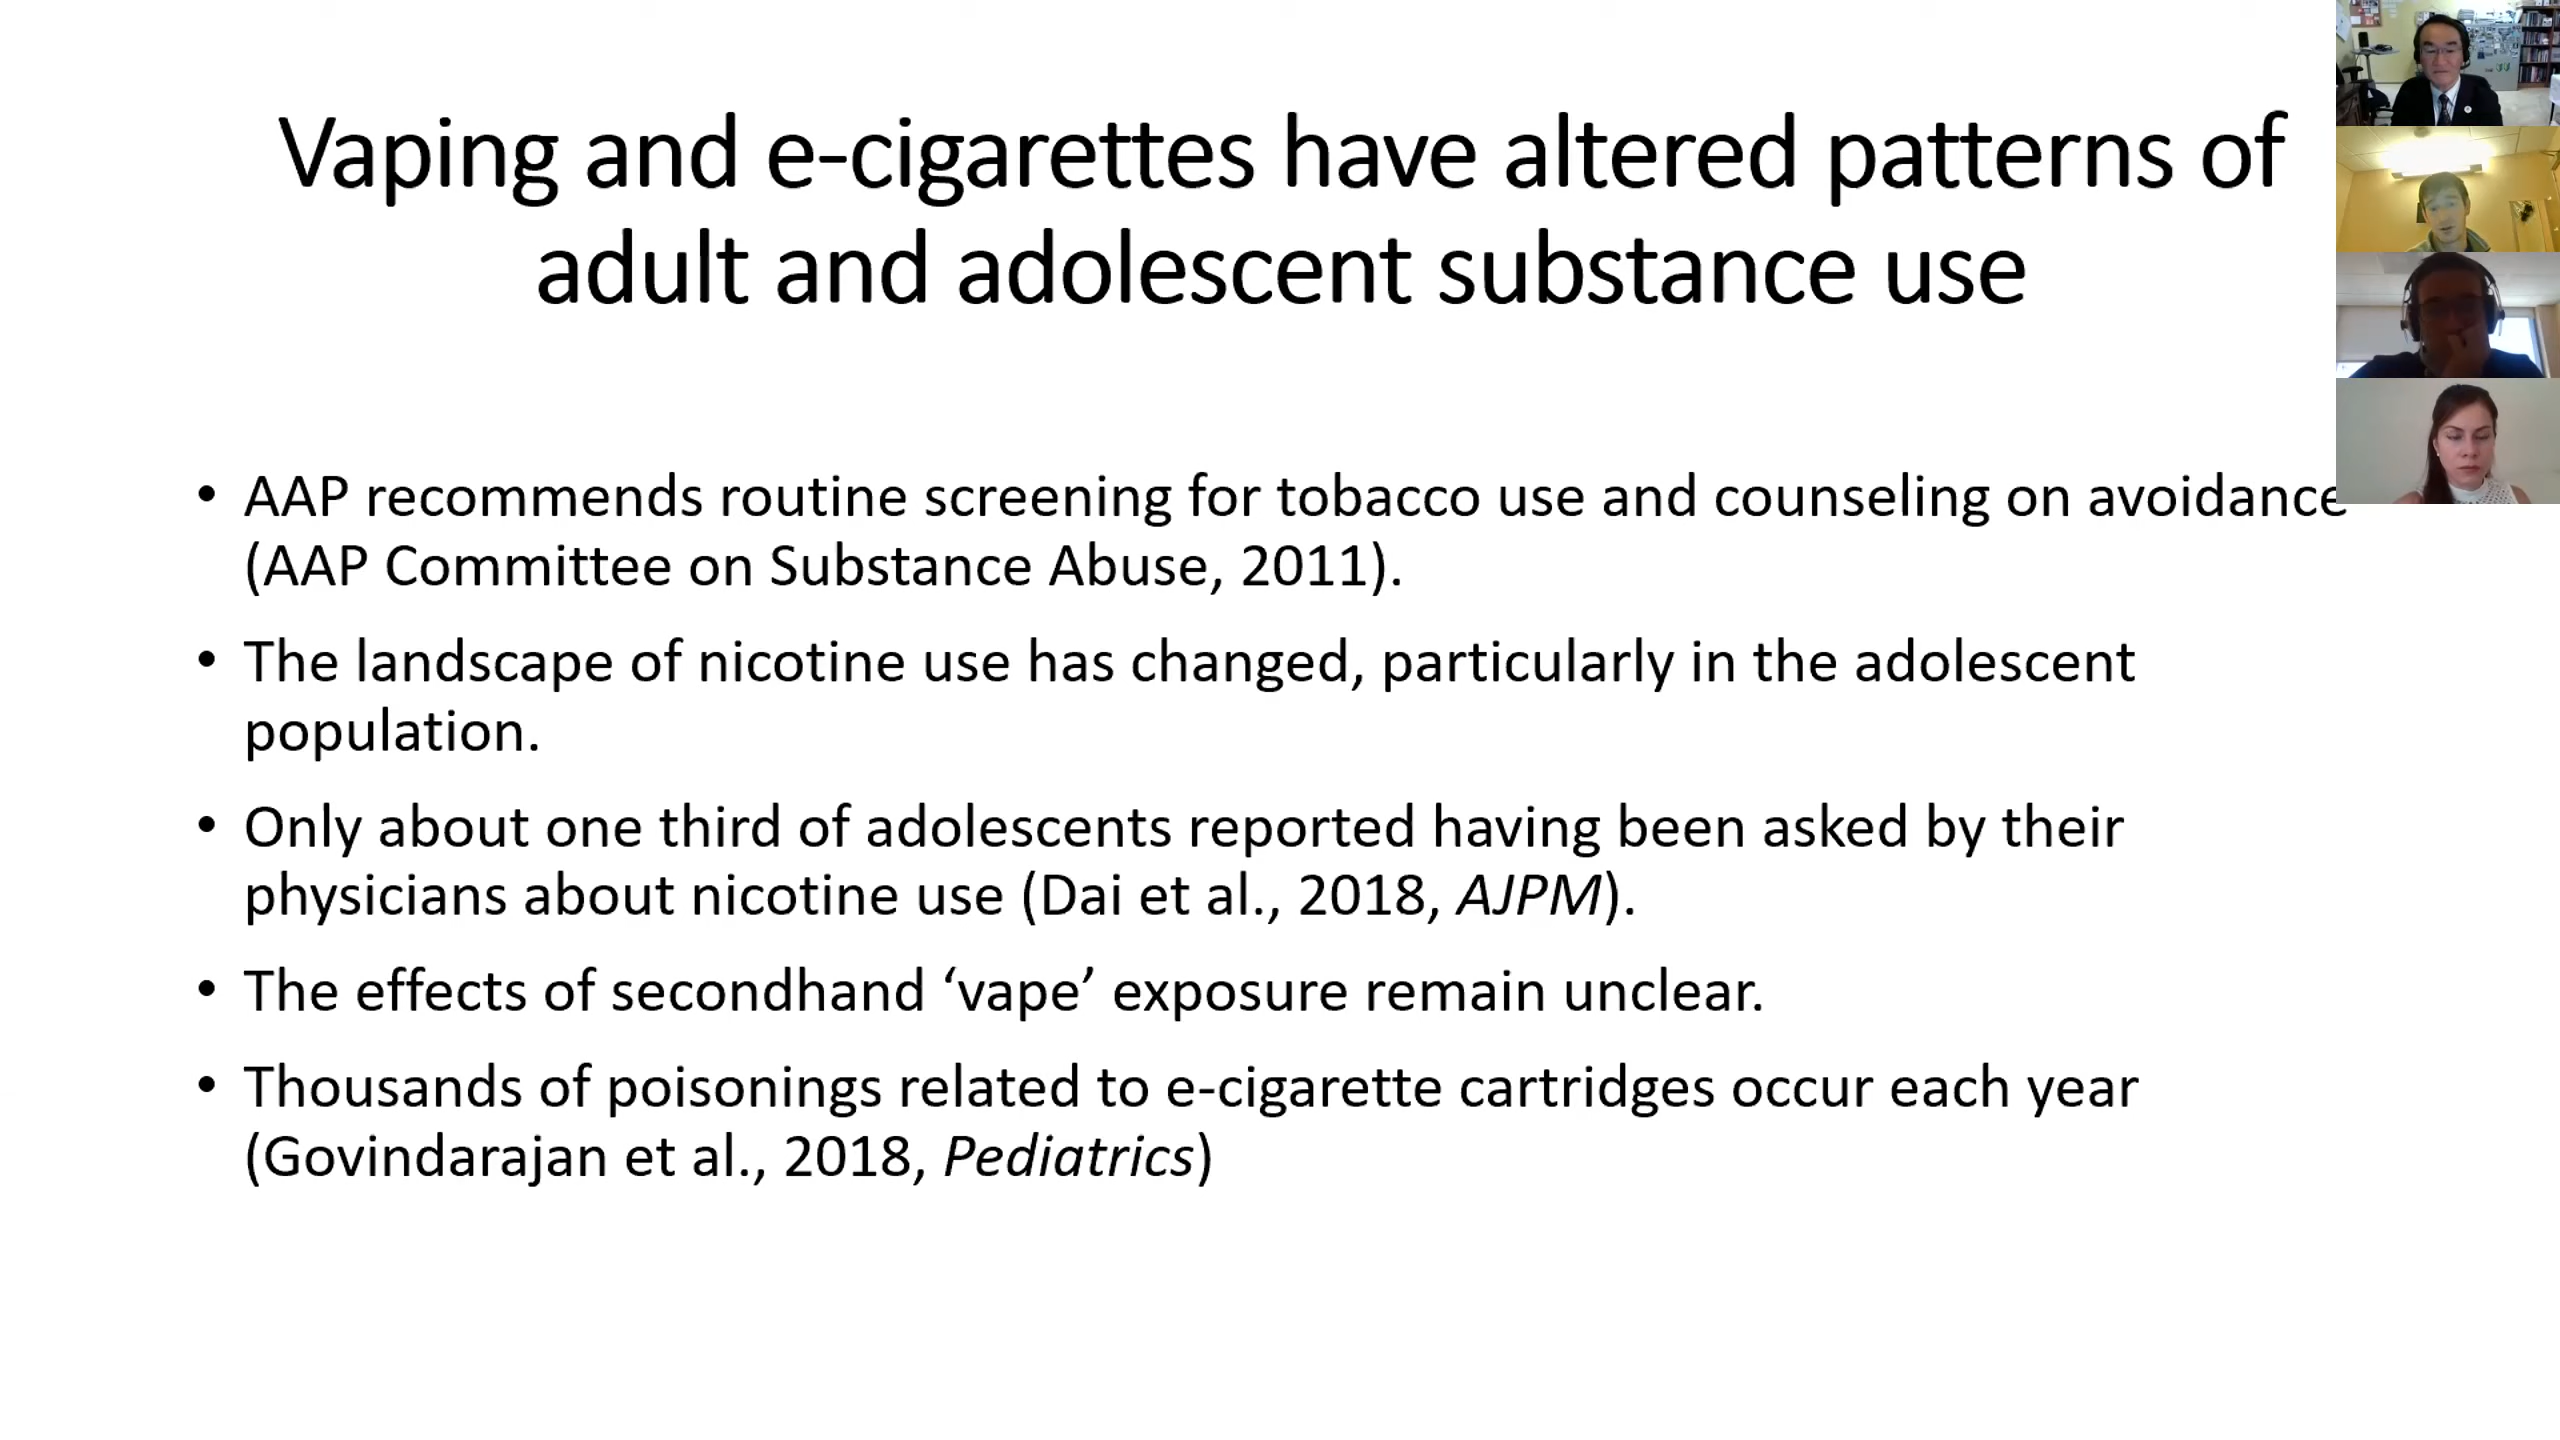 Vaping and e-cigarettes have altered patterns of
adult and adolescent substance use
• AAP recommends routine screening for tobacco use and counseling on avoidance
(AAP Committee on Substance Abuse, 2011).
• The landscape of nicotine use has changed, particularly in the adolescent
population.
• Only about one third of adolescents reported having been asked by their
physicians about nicotine use (Dai et al., 2018, AJPM).
• The effects of secondhand ‘vape’ exposure remain unclear.
• Thousands of poisonings related to e-cigarette cartridges occur each year
(Govindarajan et al., 2018, Pediatrics)